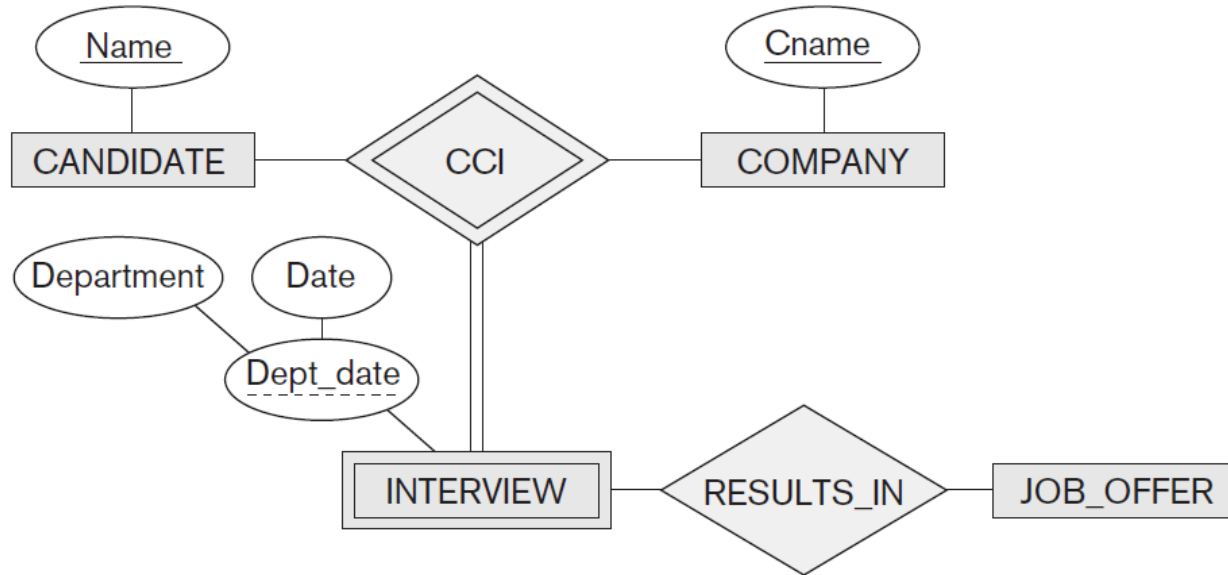 Name
Cname
CANDIDATE
CCI
COMPANY
Department
Date
Dept_date
INTERVIEW
RESULTS_IN
JOB_OFFER